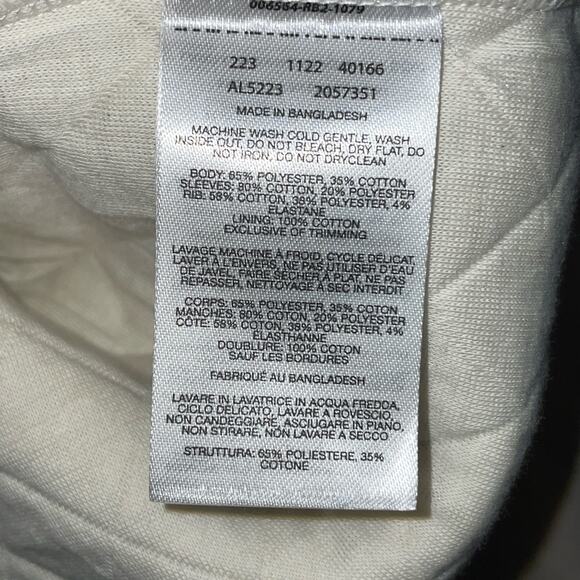 006564-RB2-1079
223 1122 40166
AL5223 2057351
MADE IN BANGLADESH
MACHINE WASH COLD GENTLE, WASH
INSIDE OUT, DO NOT BLEACH, DRY FLAT, DO
NOT IRON, DO NOT DRYCLEAN
BODY: 65% POLYESTER, 35% COTTON
SLEEVES: 80% COTTON, 20% POLYESTER
RIB: 58% COTTON, 38% POLYESTER, 4%
ELASTANE
LINING: 100% COTTON
EXCLUSIVE OF TRIMMING
LAVAGE MACHINE À FROID, CYCLE DÉLICAT,
LAVER À L'ENVERS, NE PAS UTILISER D'EAU
DE JAVEL, FAIRE SÉCHER À PLAT, NE PAS
REPASSER, NETTOYAGE À SEC INTERDIT
CORPS: 65% POLYESTER, 35% COTON
MANCHES: 80% COTON, 20% POLYESTER
CÔTE: 58% COTON, 38% POLYESTER, 4%
ÉLASTHANNE
DOUBLURE: 100% COTON
SAUF LES BORDURES
FABRIQUÉ AU BANGLADESH
LAVARE IN LAVATRICE IN ACQUA FREDDA,
CICLO DELICATO, LAVARE A ROVESCIO,
NON CANDEGGIARE, ASCIUGARE IN PIANO,
NON STIRARE, NON LAVARE A SECCO
STRUTTURA: 65% POLIESTERE, 35%
COTONE